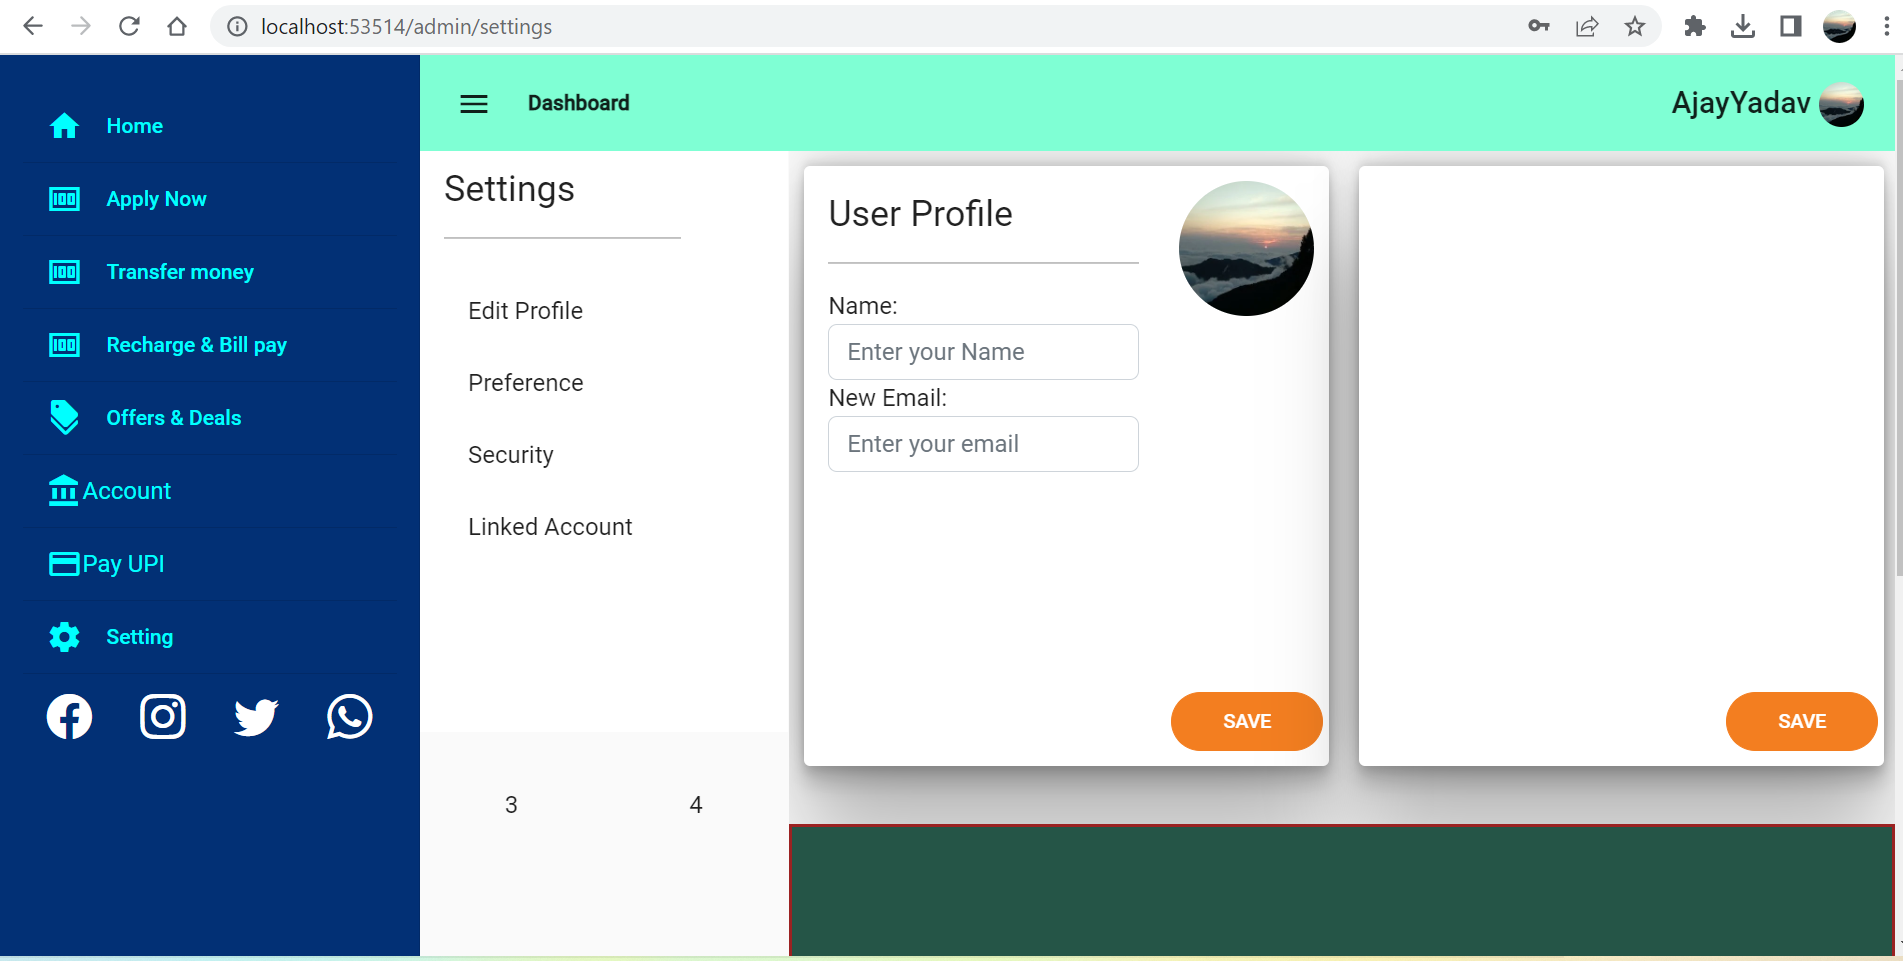 localhost:53514/admin/settings
Home
Apply Now
Transfer money
Recharge & Bill pay
Offers & Deals
Account
Pay UPI
Setting
Dashboard
AjayYadav
Settings
Edit Profile
Preference
Security
Linked Account
3 4
User Profile
Name:
Enter your Name
New Email:
Enter your email
SAVE
SAVE